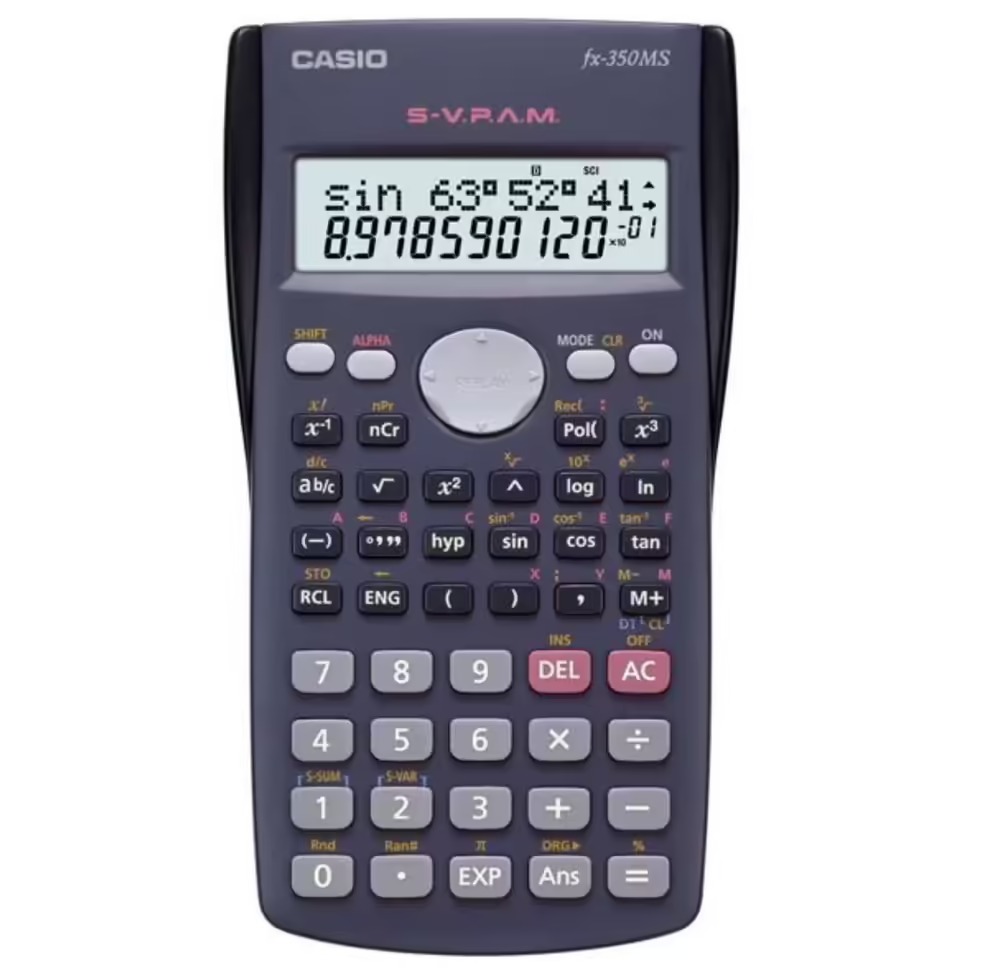 CASIO fx-350MS
S-V.P.A.M.
D SCI
sin 63°52°41
8.978590120 ×10 -01
SHIFT ALPHA MODE CLR ON
REPLAY
x! nPr Rec( : ³√
x⁻¹ nCr Pol( x³
d/c ˣ√ 10ˣ eˣ e
a b/c √ x² ^ log ln
A ← B C sin⁻¹ D cos⁻¹ E tan⁻¹ F
(−) °’ ’’ hyp sin cos tan
STO ← X ; Y M− M
RCL ENG ( ) , M+
DT CL
INS OFF
7 8 9 DEL AC
4 5 6 × ÷
S-SUM S-VAR
1 2 3 + −
Rnd Ran# π DRG▶ %
0 · EXP Ans =